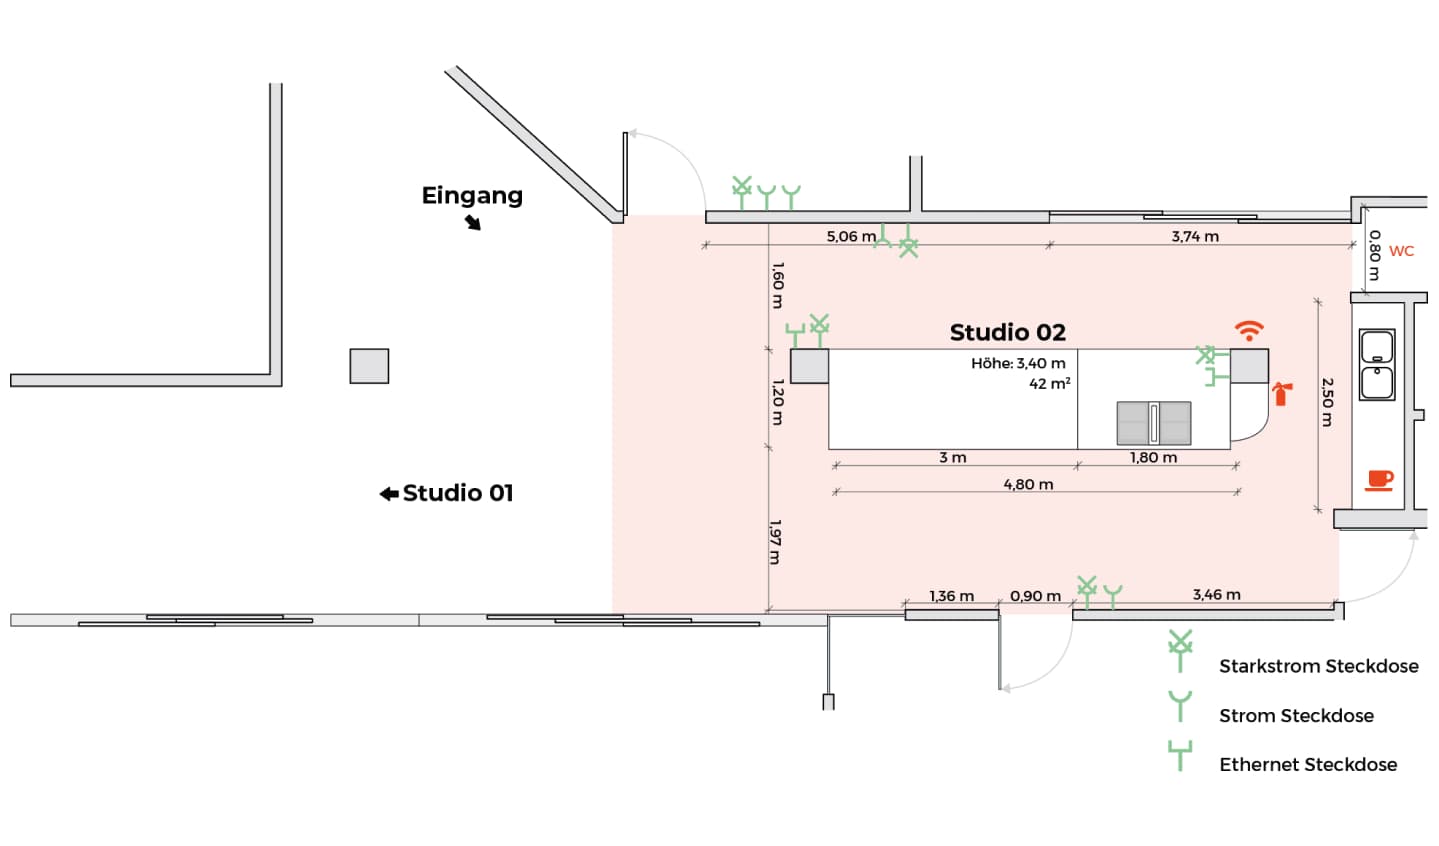 Eingang
5,06 m
3,74 m
0,80 m
WC
1,60 m
Studio 02
Höhe: 3,40 m
42 m²
1,20 m
2,50 m
3 m
1,80 m
4,80 m
Studio 01
1,97 m
1,36 m
0,90 m
3,46 m
Starkstrom Steckdose
Strom Steckdose
Ethernet Steckdose